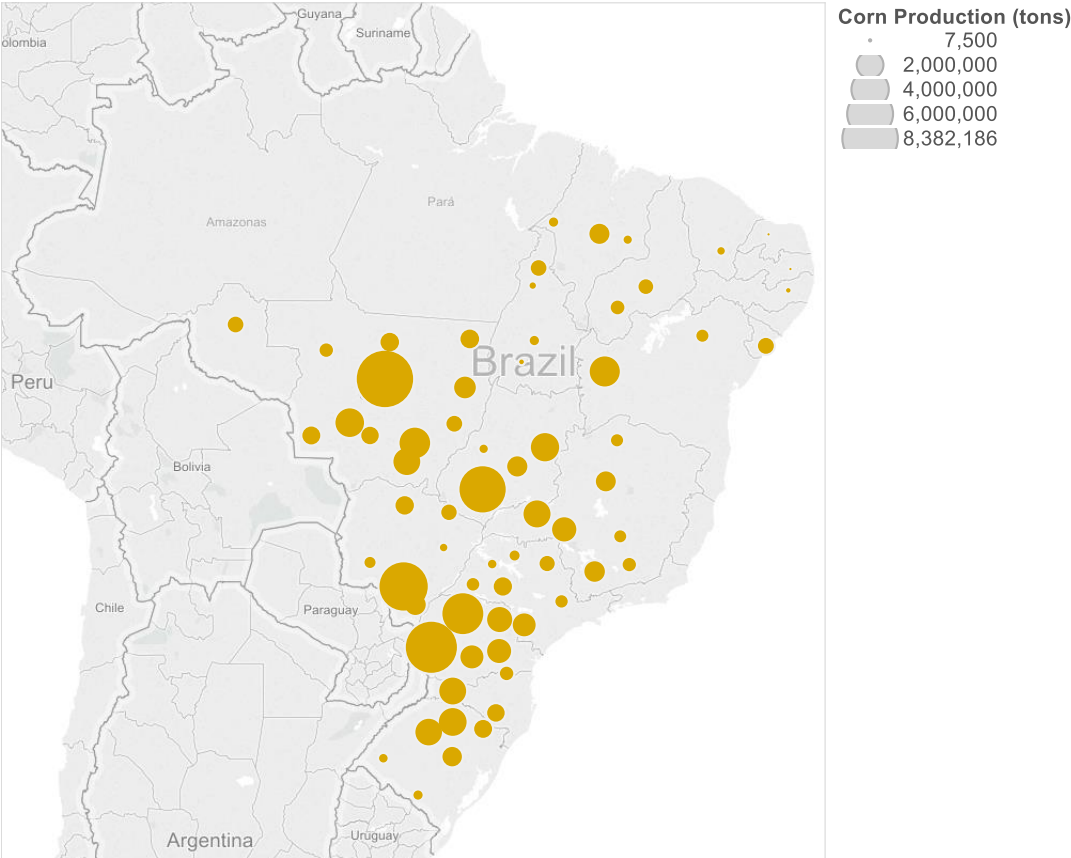 Guyana
Suriname
olombia
Pará
Amazonas
Brazil
Peru
Bolivia
Chile
Paraguay
Argentina
Uruguay
Corn Production (tons)
7,500
2,000,000
4,000,000
6,000,000
8,382,186